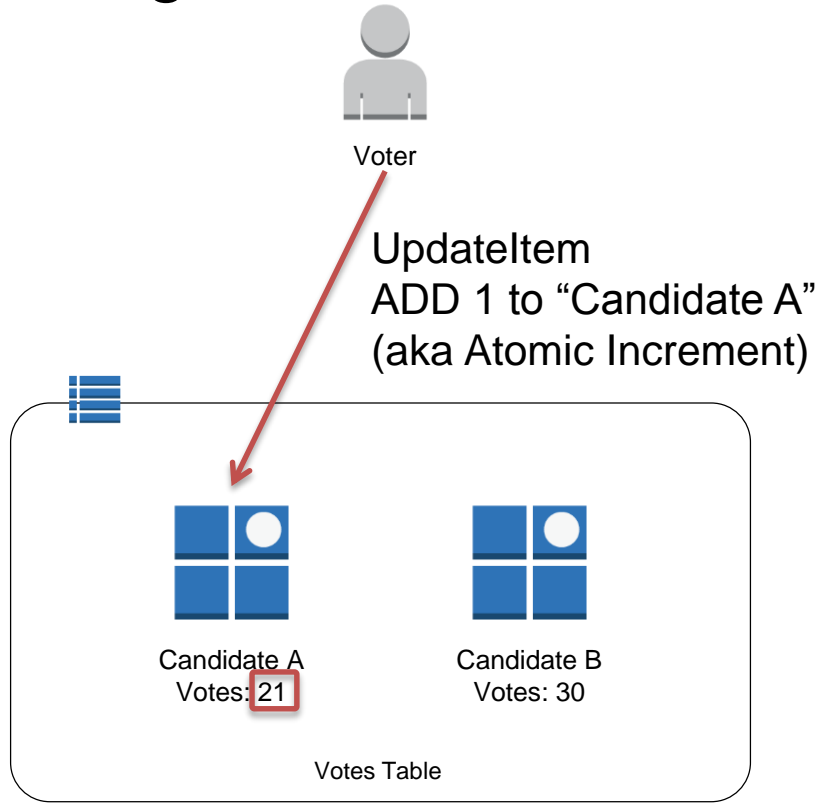 Voter
UpdateItem
ADD 1 to “Candidate A”
(aka Atomic Increment)
Candidate A
Votes: 21
Candidate B
Votes: 30
Votes Table